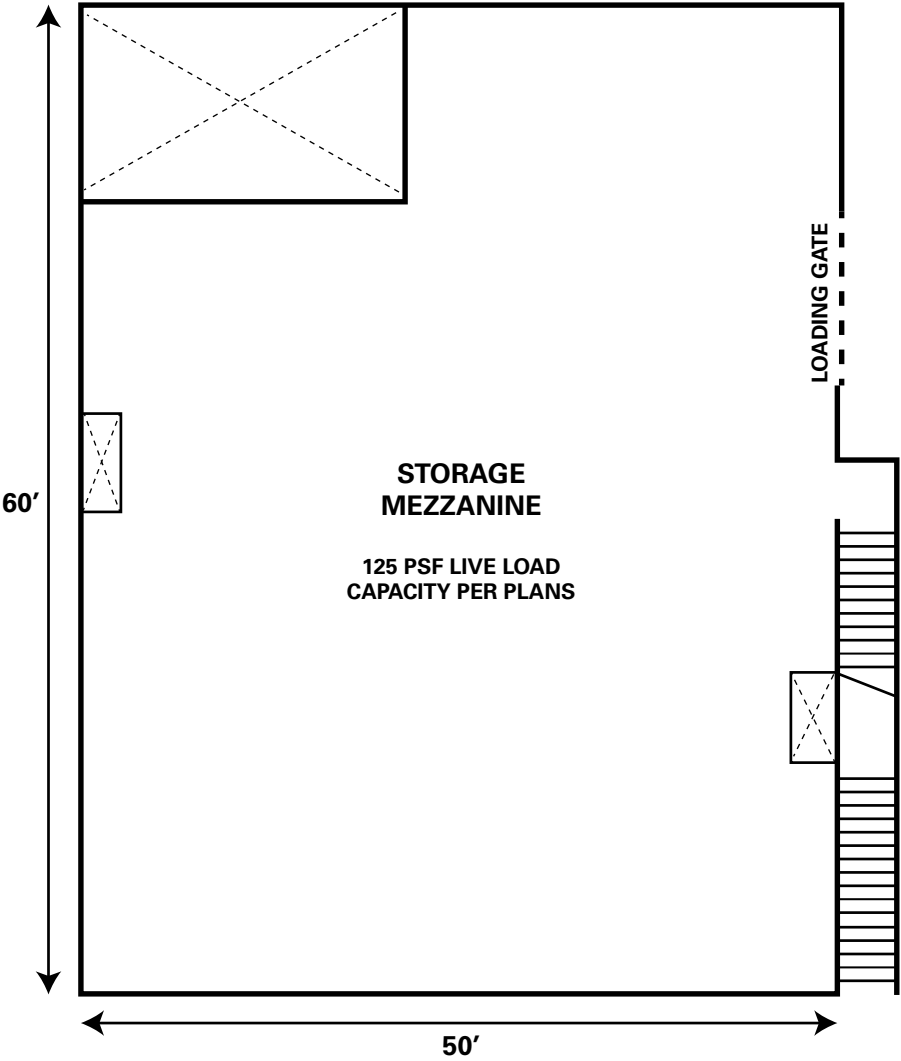 LOADING GATE
STORAGE
MEZZANINE
60′
125 PSF LIVE LOAD
CAPACITY PER PLANS
50′